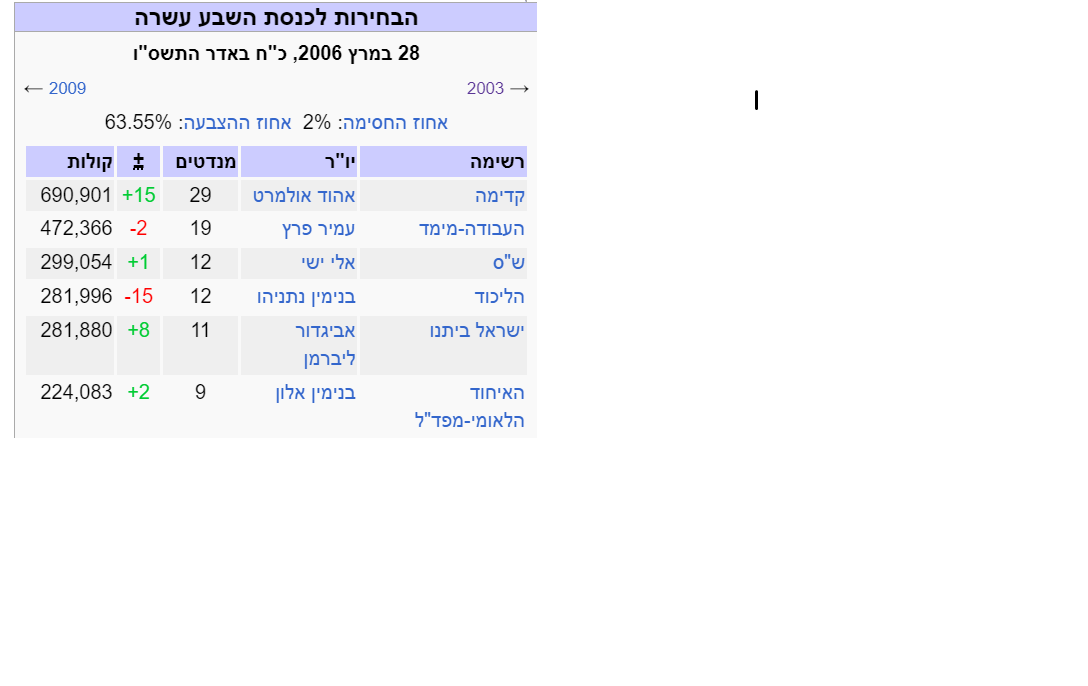 הבחירות לכנסת השבע עשרה
28 במרץ 2006, כ"ח באדר התשס"ו
→ 2003 2009 ←
אחוז החסימה: 2% אחוז ההצבעה: 63.55%
רשימה יו"ר מנדטים ± קולות
קדימה אהוד אולמרט 29 +15 690,901
העבודה-מימד עמיר פרץ 19 -2 472,366
ש"ס אלי ישי 12 +1 299,054
הליכוד בנימין נתניהו 12 -15 281,996
ישראל ביתנו אביגדור 11 +8 281,880
ליברמן
האיחוד בנימין אלון 9 +2 224,083
הלאומי-מפד"ל